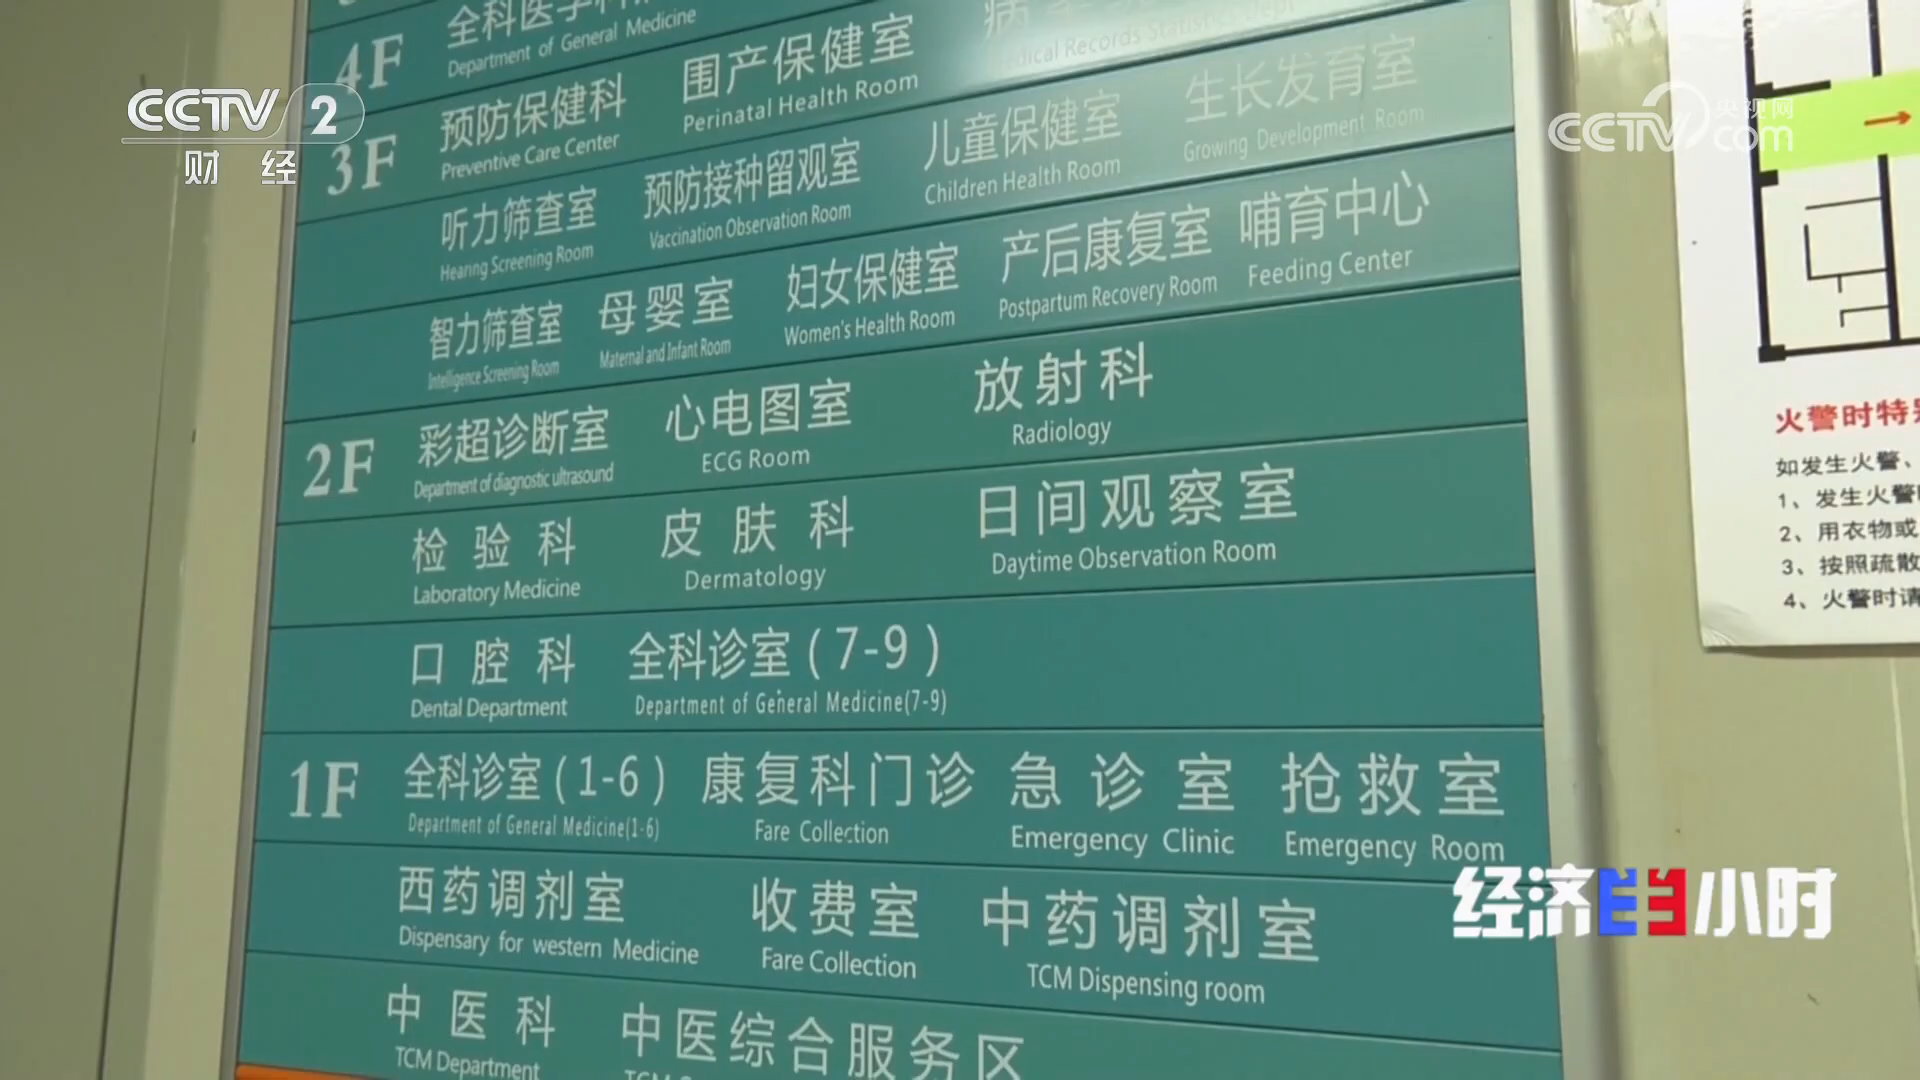 4F 全科医学科
Department of General Medicine
Medical Records Statistics Dept
3F 预防保健科 围产保健室
Preventive Care Center Perinatal Health Room
听力筛查室 预防接种留观室 儿童保健室 生长发育室
Hearing Screening Room Vaccination Observation Room Children Health Room Growing Development Room
智力筛查室 母婴室 妇女保健室 产后康复室 哺育中心
Intelligence Screening Room Maternal and Infant Room Women's Health Room Postpartum Recovery Room Feeding Center
2F 彩超诊断室 心电图室 放射科
Department of diagnostic ultrasound ECG Room Radiology
检验科 皮肤科 日间观察室
Laboratory Medicine Dermatology Daytime Observation Room
口腔科 全科诊室(7-9)
Dental Department Department of General Medicine(7-9)
1F 全科诊室(1-6) 康复科门诊 急诊室 抢救室
Department of General Medicine(1-6) Fare Collection Emergency Clinic Emergency Room
西药调剂室 收费室 中药调剂室
Dispensary for western Medicine Fare Collection TCM Dispensing room
中医科 中医综合服务区
TCM Department TCM
CCTV 2
财经
央视网
CCTV.com
火警时特
如发生火警、
1、发生火警
2、用衣物或
3、按照疏散
4、火警时请
经济半小时